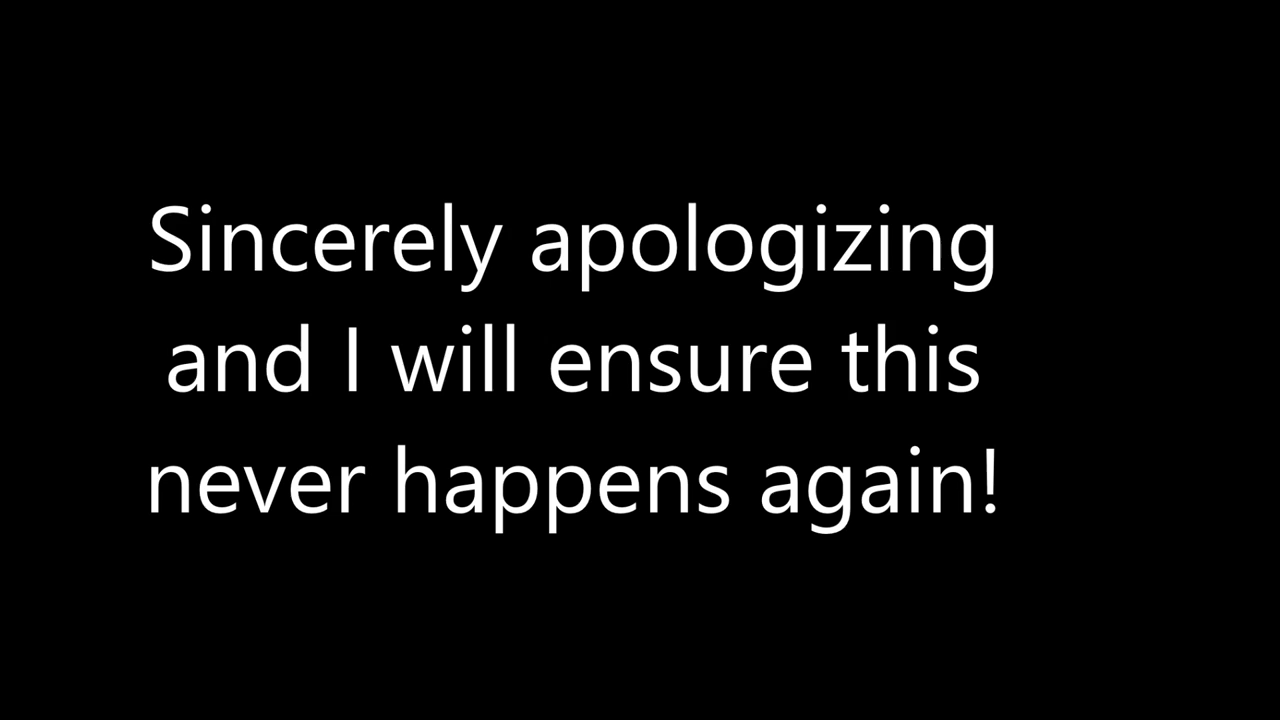 Sincerely apologizing
and I will ensure this
never happens again!